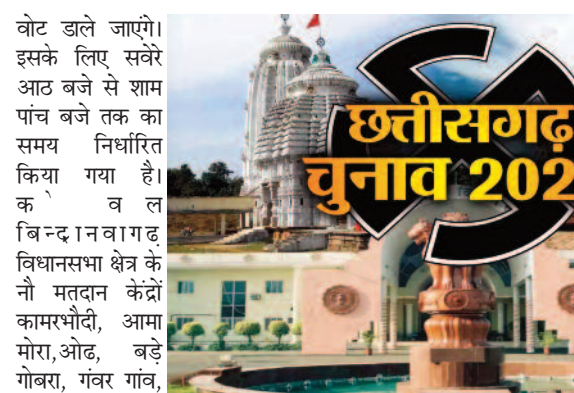 वोट डाले जाएंगे।
इसके लिए सवेरे
आठ बजे से शाम
पांच बजे तक का
समय निर्धारित
किया गया है।
केवल
बिन्द्रानवागढ़
विधानसभा क्षेत्र के
नौ मतदान केंद्रों
कामरभौदी, आमा
मोरा,ओढ, बड़े
गोबरा, गंवर गांव,
छत्तीसगढ़
चुनाव 202